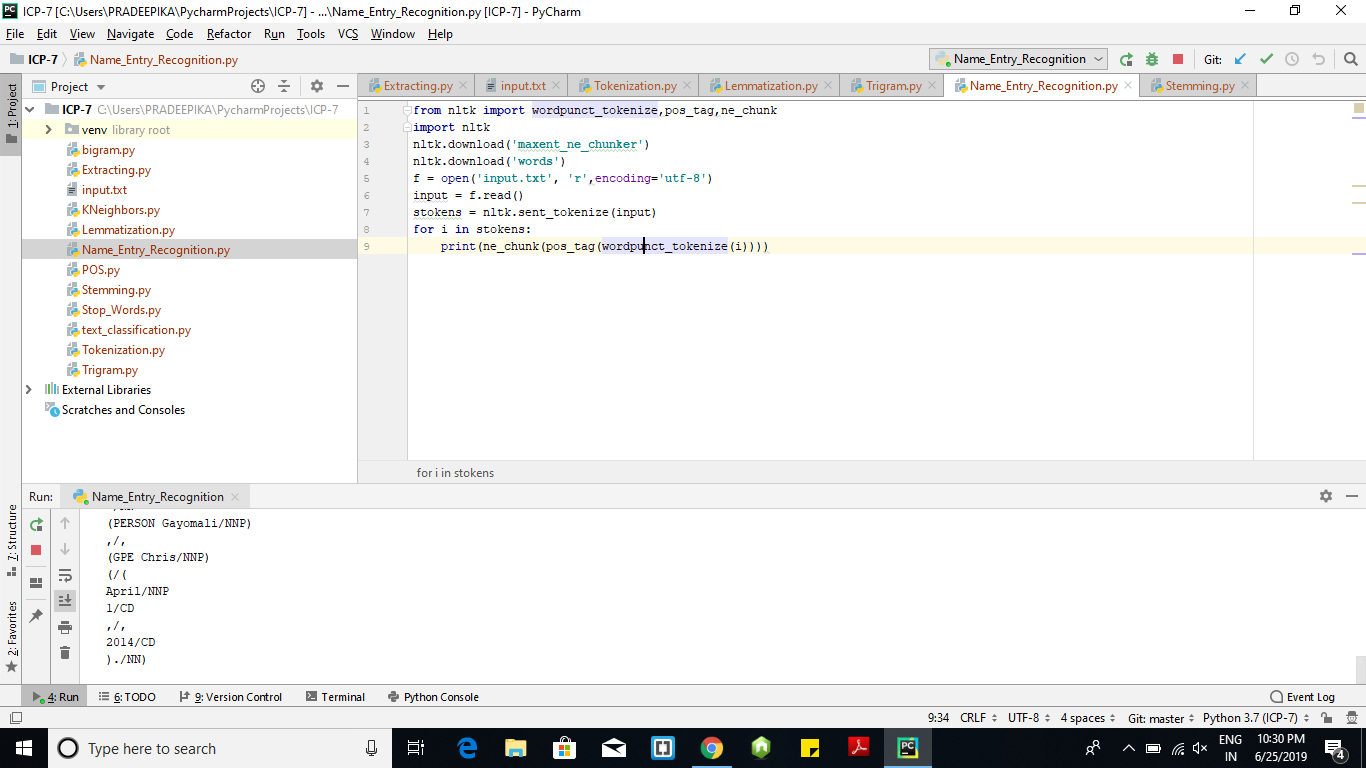 ICP-7 [C:\Users\PRADEEPIKA\PycharmProjects\ICP-7] - ...\Name_Entry_Recognition.py [ICP-7] - PyCharm
File Edit View Navigate Code Refactor Run Tools VCS Window Help
ICP-7 Name_Entry_Recognition.py
Name_Entry_Recognition Git:
Project
Extracting.py input.txt Tokenization.py Lemmatization.py Trigram.py Name_Entry_Recognition.py Stemming.py
1: Project
ICP-7 C:\Users\PRADEEPIKA\PycharmProjects\ICP-7
venv library root
bigram.py
Extracting.py
input.txt
KNeighbors.py
Lemmatization.py
Name_Entry_Recognition.py
POS.py
Stemming.py
Stop_Words.py
text_classification.py
Tokenization.py
Trigram.py
External Libraries
Scratches and Consoles
1 from nltk import wordpunct_tokenize,pos_tag,ne_chunk
2 import nltk
3 nltk.download('maxent_ne_chunker')
4 nltk.download('words')
5 f = open('input.txt', 'r',encoding='utf-8')
6 input = f.read()
7 stokens = nltk.sent_tokenize(input)
8 for i in stokens:
9     print(ne_chunk(pos_tag(wordpunct_tokenize(i))))
for i in stokens
Run: Name_Entry_Recognition
(PERSON Gayomali/NNP)
,/,
(GPE Chris/NNP)
(/(
April/NNP
1/CD
,/,
2014/CD
)./NN)
7: Structure
2: Favorites
4: Run 6: TODO 9: Version Control Terminal Python Console Event Log
9:34 CRLF UTF-8 4 spaces Git: master Python 3.7 (ICP-7)
Type here to search
ENG
IN
10:30 PM
6/25/2019
4